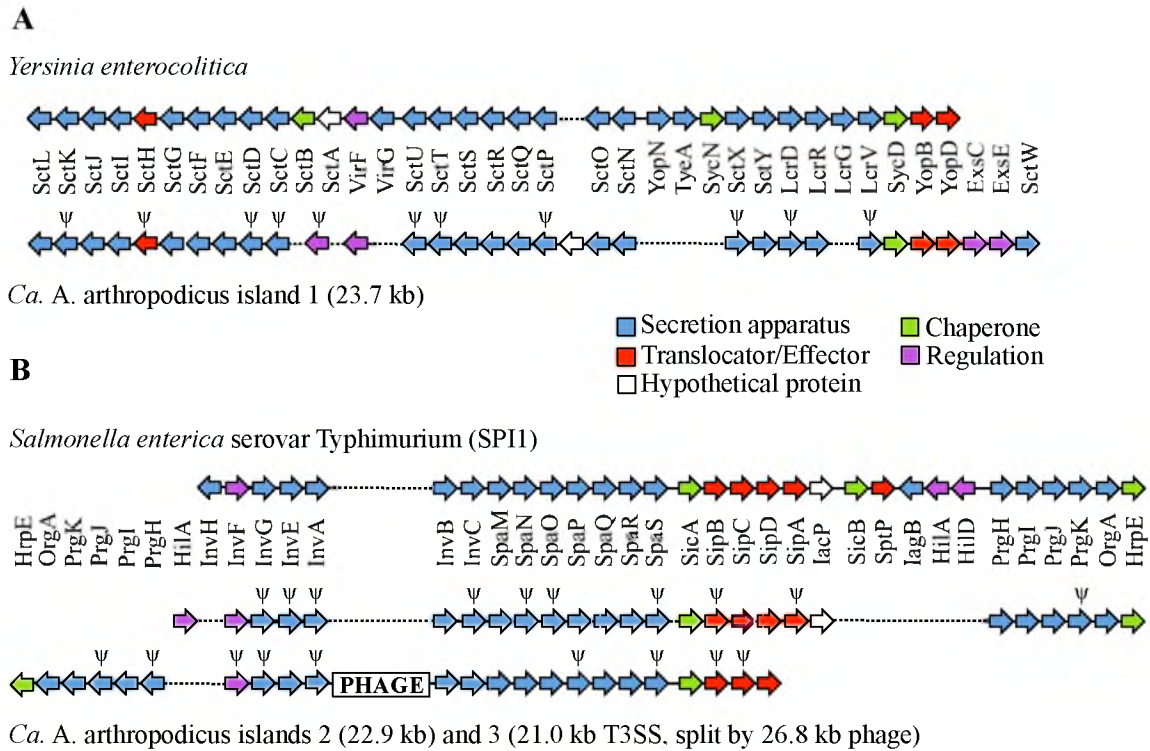 A
Yersinia enterocolitica
SctL SctK SctJ SctI SctH SctG SctF SctE SctD SctC SctB SctA VirF VirG SctU SctT SctS SctR SctQ SctP SctO SctN YopN TyeA SycN SctX SctY LcrD LcrR LcrG LcrV SycD YopB YopD ExsC ExsE SctW
ψ ψ ψ ψ ψ ψ ψ ψ ψ ψ ψ
Ca. A. arthropodicus island 1 (23.7 kb)
Secretion apparatus Chaperone
Translocator/Effector Regulation
Hypothetical protein
B
Salmonella enterica serovar Typhimurium (SPI1)
HrpE OrgA PrgK PrgJ PrgI PrgH HilA InvH InvF InvG InvE InvA InvB InvC SpaM SpaN SpaO SpaP SpaQ SpaR SpaS SicA SipB SipC SipD SipA IacP SicB SptP IagB HilA HilD PrgH PrgI PrgJ PrgK OrgA HrpE
ψ ψ ψ ψ ψ ψ ψ ψ ψ ψ
ψ ψ ψ ψ ψ ψ ψ ψ ψ
PHAGE
Ca. A. arthropodicus islands 2 (22.9 kb) and 3 (21.0 kb T3SS, split by 26.8 kb phage)